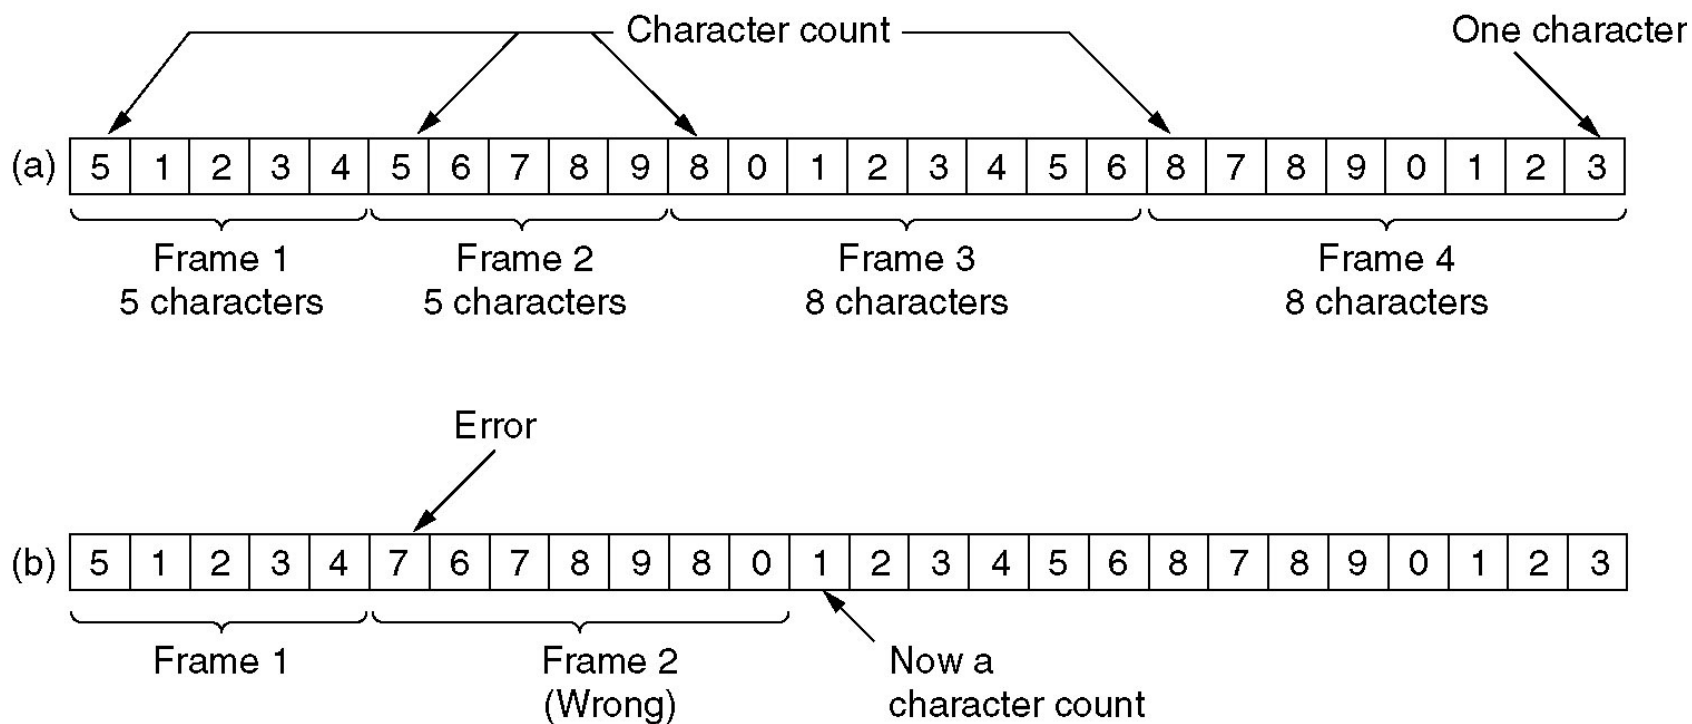 Character count One character
(a) 5 1 2 3 4 5 6 7 8 9 8 0 1 2 3 4 5 6 8 7 8 9 0 1 2 3
Frame 1 Frame 2 Frame 3 Frame 4
5 characters 5 characters 8 characters 8 characters
Error
(b) 5 1 2 3 4 7 6 7 8 9 8 0 1 2 3 4 5 6 8 7 8 9 0 1 2 3
Frame 1 Frame 2 Now a
(Wrong) character count